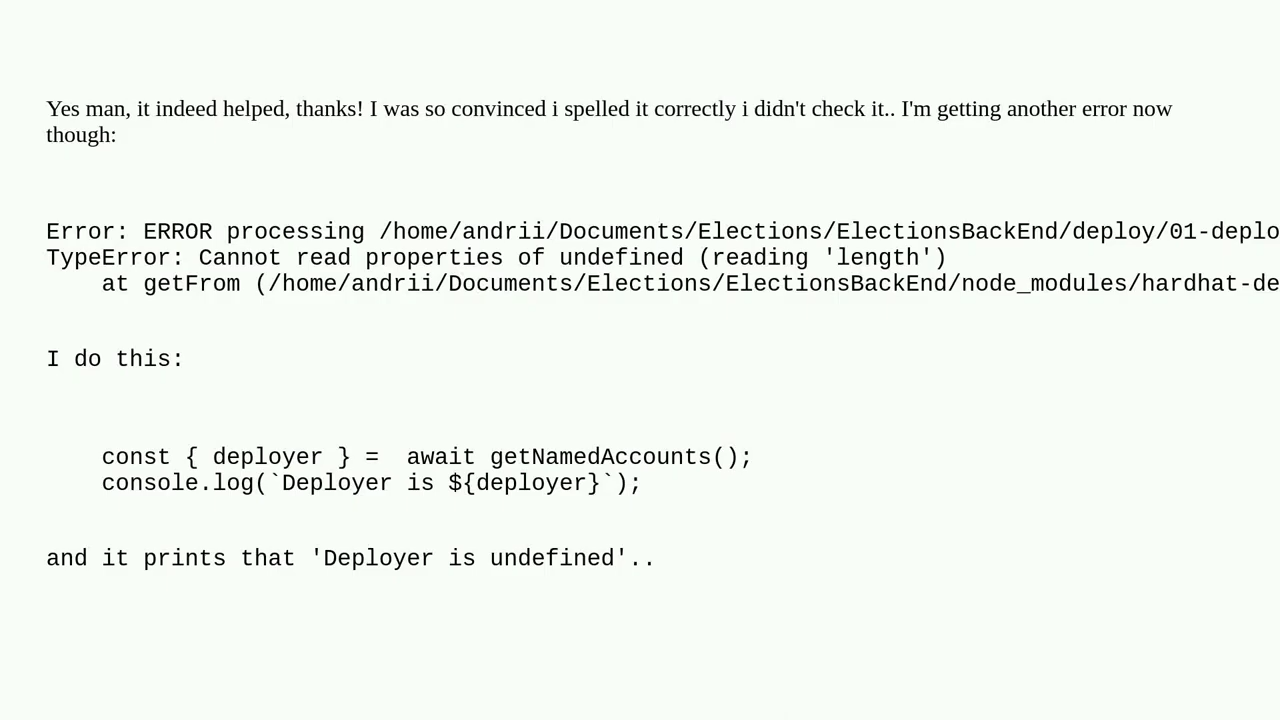 Yes man, it indeed helped, thanks! I was so convinced i spelled it correctly i didn't check it.. I'm getting another error now
though:
Error: ERROR processing /home/andrii/Documents/Elections/ElectionsBackEnd/deploy/01-deplo
TypeError: Cannot read properties of undefined (reading 'length')
    at getFrom (/home/andrii/Documents/Elections/ElectionsBackEnd/node_modules/hardhat-de
I do this:
    const { deployer } =  await getNamedAccounts();
    console.log(`Deployer is ${deployer}`);
and it prints that 'Deployer is undefined'..